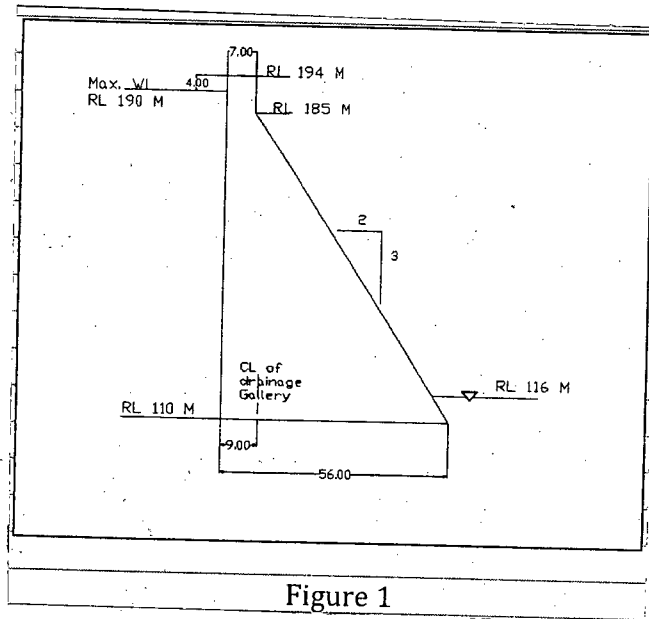 7.00
RL 194 M
Max. WL
4.00
RL 190 M
RL 185 M
2
3
CL of
drainage
Gallery
RL 116 M
RL 110 M
9.00
56.00
Figure 1